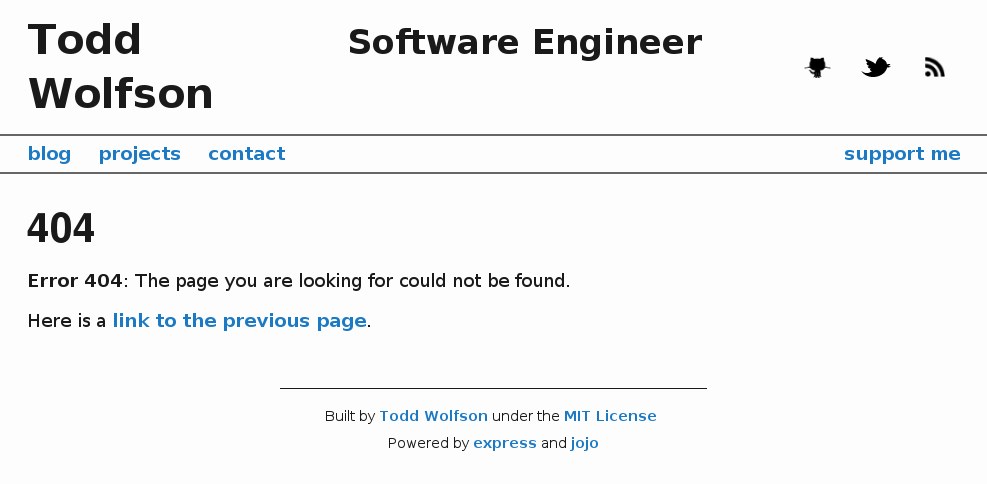 Todd
Wolfson
Software Engineer
blog projects contact support me
404
Error 404: The page you are looking for could not be found.
Here is a link to the previous page.
Built by Todd Wolfson under the MIT License
Powered by express and jojo